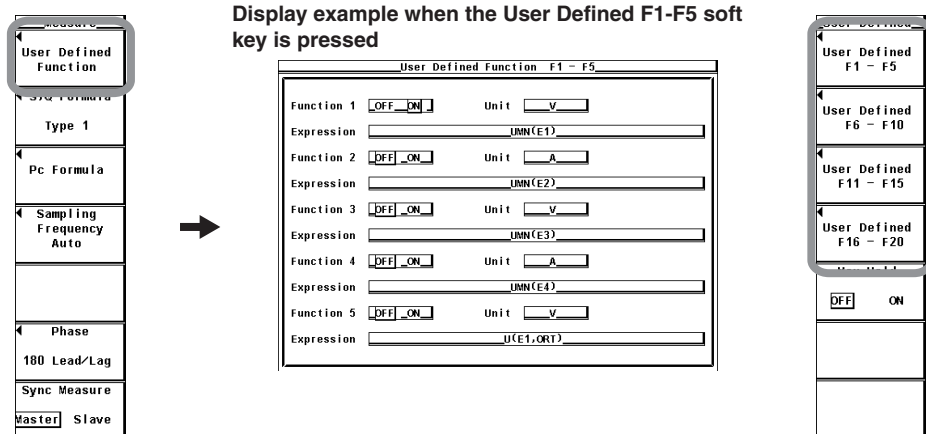 Display example when the User Defined F1-F5 soft
key is pressed
Measure
User Defined
Function
S/Q Formula
Type 1
Pc Formula
Sampling
Frequency
Auto
Phase
180 Lead/Lag
Sync Measure
Master Slave
User Defined Function F1 - F5
Function 1 OFF ON Unit V
Expression UMN(E1)
Function 2 OFF ON Unit A
Expression UMN(E2)
Function 3 OFF ON Unit V
Expression UMN(E3)
Function 4 OFF ON Unit A
Expression UMN(E4)
Function 5 OFF ON Unit V
Expression U(E1,ORT)
User Defined
User Defined
F1 - F5
User Defined
F6 - F10
User Defined
F11 - F15
User Defined
F16 - F20
OFF ON